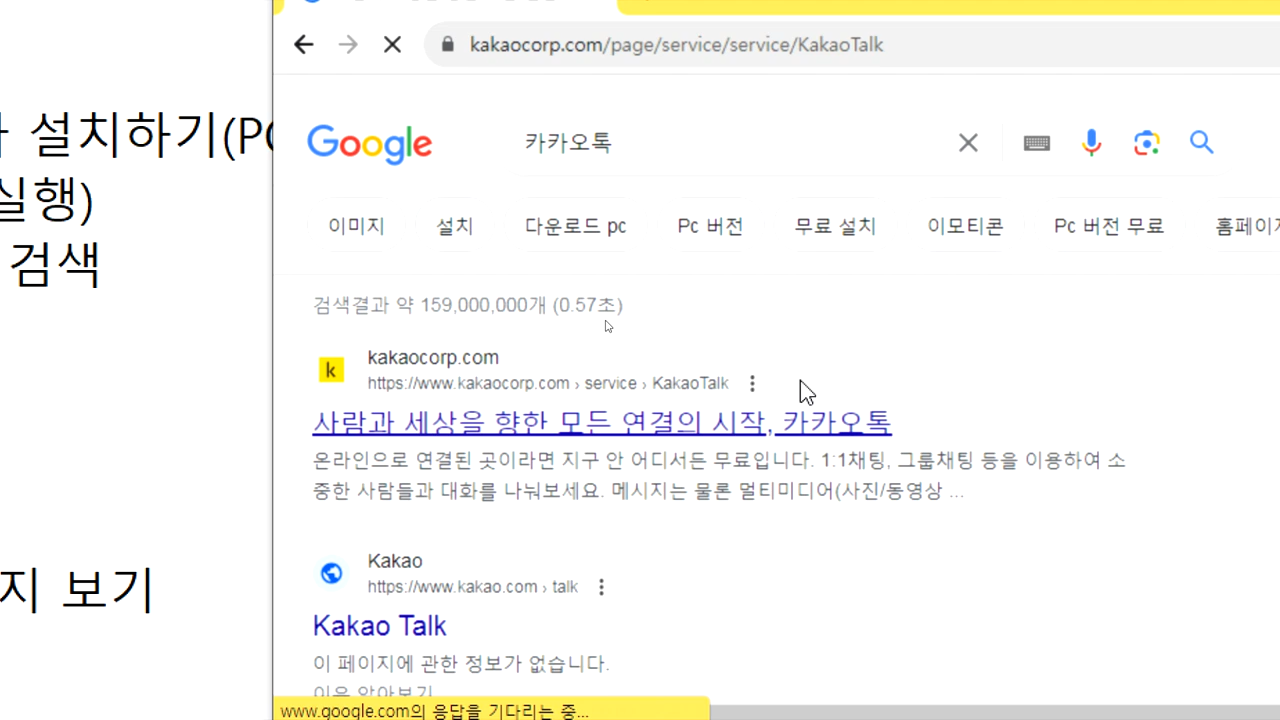 설치하기(PC
실행)
검색
지 보기
kakaocorp.com/page/service/service/KakaoTalk
Google
카카오톡
이미지 설치 다운로드 pc Pc 버전 무료 설치 이모티콘 Pc 버전 무료 홈페이지
검색결과 약 159,000,000개 (0.57초)
k
kakaocorp.com
https://www.kakaocorp.com › service › KakaoTalk
사람과 세상을 향한 모든 연결의 시작, 카카오톡
온라인으로 연결된 곳이라면 지구 안 어디서든 무료입니다. 1:1채팅, 그룹채팅 등을 이용하여 소
중한 사람들과 대화를 나눠보세요. 메시지는 물론 멀티미디어(사진/동영상 ...
Kakao
https://www.kakao.com › talk
Kakao Talk
이 페이지에 관한 정보가 없습니다.
이유 알아보기
www.google.com의 응답을 기다리는 중...